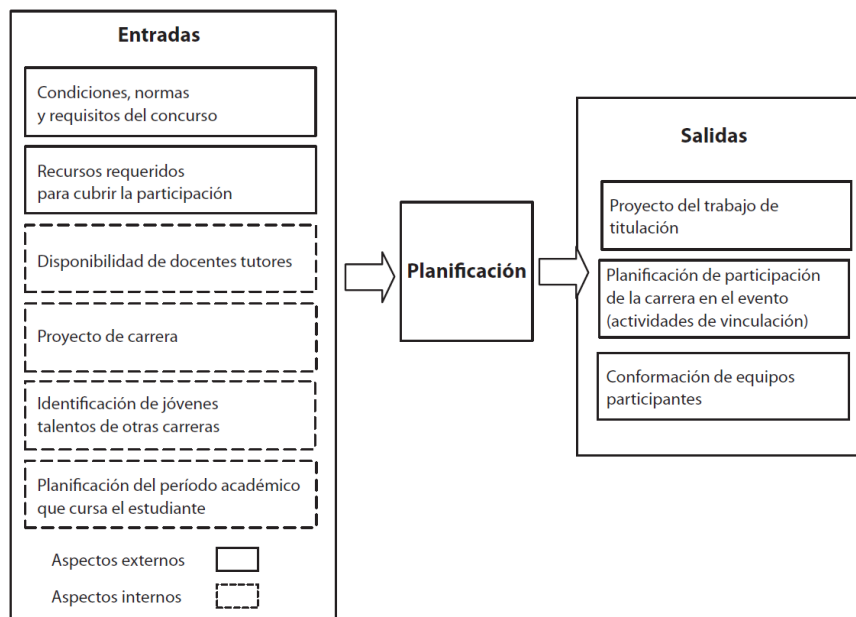 Entradas
Condiciones, normas
y requisitos del concurso
Recursos requeridos
para cubrir la participación
Disponibilidad de docentes tutores
Proyecto de carrera
Identificación de jóvenes
talentos de otras carreras
Planificación del período académico
que cursa el estudiante
Aspectos externos
Aspectos internos
Planificación
Salidas
Proyecto del trabajo de
titulación
Planificación de participación
de la carrera en el evento
(actividades de vinculación)
Conformación de equipos
participantes